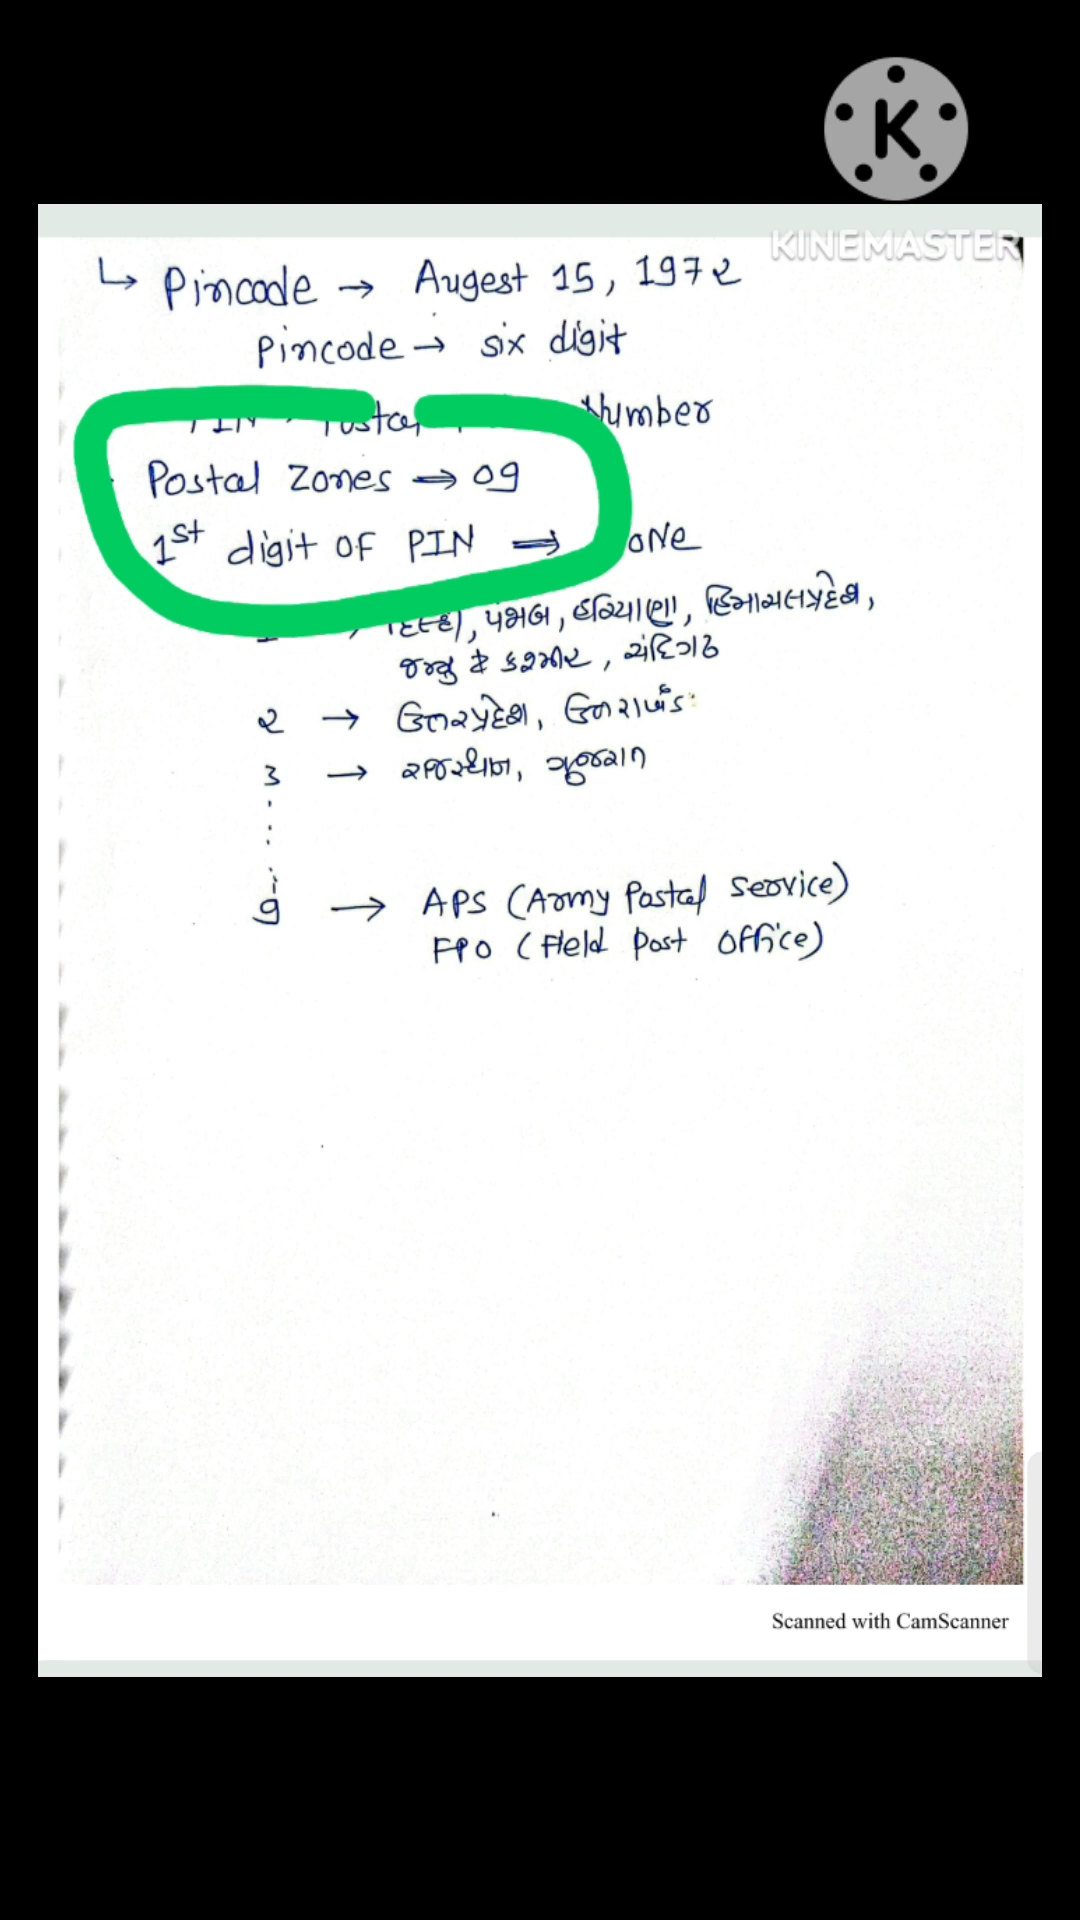 K
KINEMASTER
↳ Pincode → Augest 15, 197૨
Pincode → six digit
Number
Postal Zones ⇒ 09
1st digit OF PIN ⇒ one
પંજાબ, હરિયાણા, હિમાચલપ્રદેશ,
જમ્મુ કશ્મીર, ચંદિગઢ
૨ → ઉત્તરપ્રદેશ, ઉત્તરાખંડ
3 → રાજસ્થાન, ગુજરાત
9 → APS (Army Postal Service)
FPO (Field Post Office)
Scanned with CamScanner